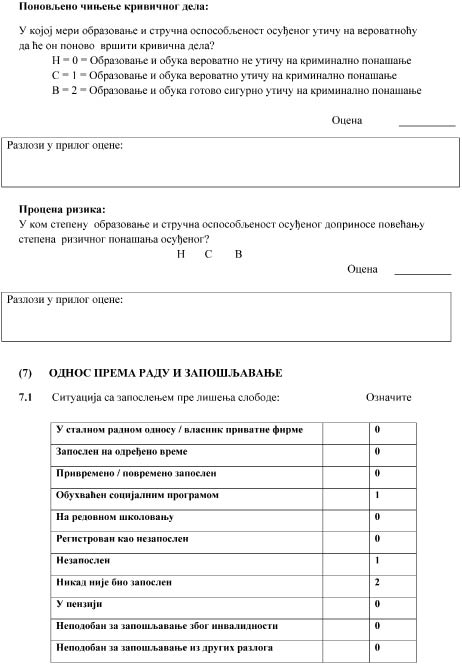 Поновљено чињење кривичног дела:
У којој мери образовање и стручна оспособљеност осуђеног утичу на вероватноћу
да ће он поново вршити кривична дела?
Н = 0 = Образовање и обука вероватно не утичу на криминално понашање
С = 1 = Образовање и обука вероватно утичу на криминално понашање
В = 2 = Образовање и обука готово сигурно утичу на криминално понашање
Оцена ________
Разлози у прилог оцене:
Процена ризика:
У ком степену образовање и стручна оспособљеност осуђеног доприносе повећању
степена ризичног понашања осуђеног?
Н С В
Оцена ________
Разлози у прилог оцене:
(7) ОДНОС ПРЕМА РАДУ И ЗАПОШЉАВАЊЕ
7.1 Ситуација са запослењем пре лишења слободе: Означите
У сталном радном односу / власник приватне фирме 0
Запослен на одређено време 0
Привремено / повремено запослен 0
Обухваћен социјалним програмом 1
На редовном школовању 0
Регистрован као незапослен 0
Незапослен 1
Никад није био запослен 2
У пензији 0
Неподобан за запошљавање због инвалидности 0
Неподобан за запошљавање из других разлога 0